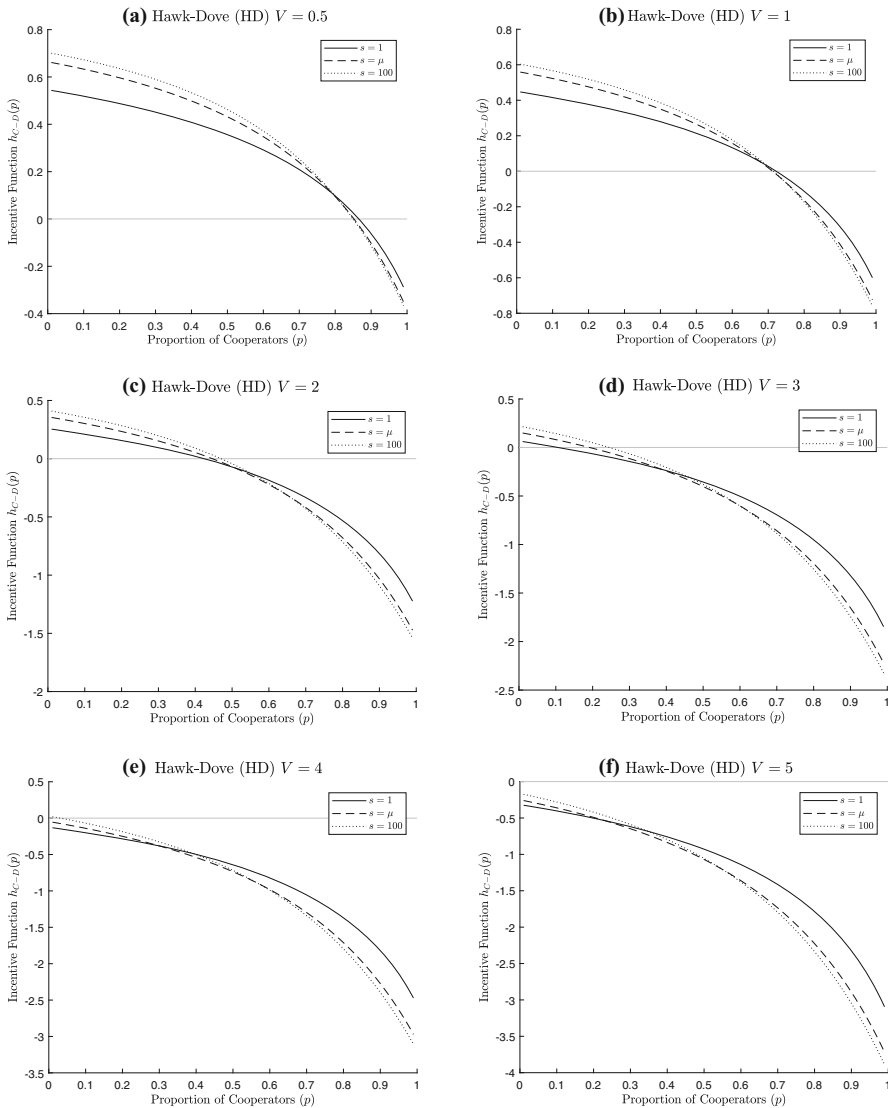 (a) Hawk-Dove (HD) V = 0.5
Incentive Function h_{C-D}(p)
0.8
0.6
0.4
0.2
0
-0.2
-0.4
s = 1
s = μ
s = 100
0 0.1 0.2 0.3 0.4 0.5 0.6 0.7 0.8 0.9 1
Proportion of Cooperators (p)
(b) Hawk-Dove (HD) V = 1
Incentive Function h_{C-D}(p)
1
0.8
0.6
0.4
0.2
0
-0.2
-0.4
-0.6
-0.8
s = 1
s = μ
s = 100
0 0.1 0.2 0.3 0.4 0.5 0.6 0.7 0.8 0.9 1
Proportion of Cooperators (p)
(c) Hawk-Dove (HD) V = 2
Incentive Function h_{C-D}(p)
0.5
0
-0.5
-1
-1.5
-2
s = 1
s = μ
s = 100
0 0.1 0.2 0.3 0.4 0.5 0.6 0.7 0.8 0.9 1
Proportion of Cooperators (p)
(d) Hawk-Dove (HD) V = 3
Incentive Function h_{C-D}(p)
0.5
0
-0.5
-1
-1.5
-2
-2.5
s = 1
s = μ
s = 100
0 0.1 0.2 0.3 0.4 0.5 0.6 0.7 0.8 0.9 1
Proportion of Cooperators (p)
(e) Hawk-Dove (HD) V = 4
Incentive Function h_{C-D}(p)
0.5
0
-0.5
-1
-1.5
-2
-2.5
-3
-3.5
s = 1
s = μ
s = 100
0 0.1 0.2 0.3 0.4 0.5 0.6 0.7 0.8 0.9 1
Proportion of Cooperators (p)
(f) Hawk-Dove (HD) V = 5
Incentive Function h_{C-D}(p)
0
-0.5
-1
-1.5
-2
-2.5
-3
-3.5
-4
s = 1
s = μ
s = 100
0 0.1 0.2 0.3 0.4 0.5 0.6 0.7 0.8 0.9 1
Proportion of Cooperators (p)